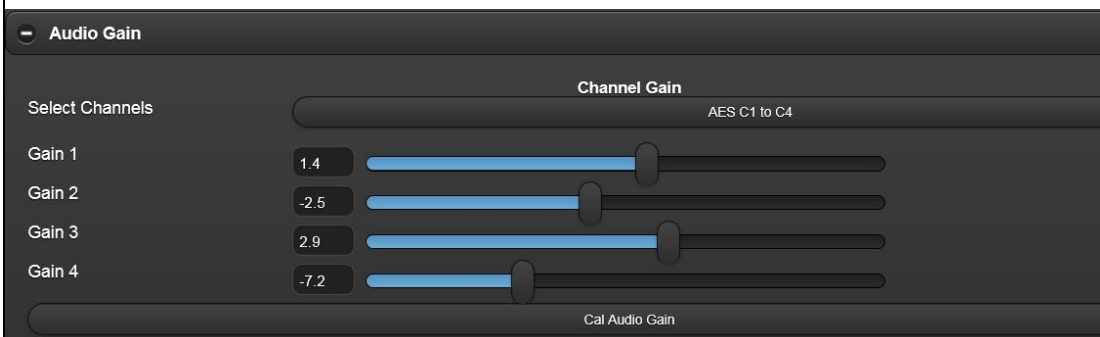 Audio Gain
Channel Gain
Select Channels AES C1 to C4
Gain 1 1.4
Gain 2 -2.5
Gain 3 2.9
Gain 4 -7.2
Cal Audio Gain